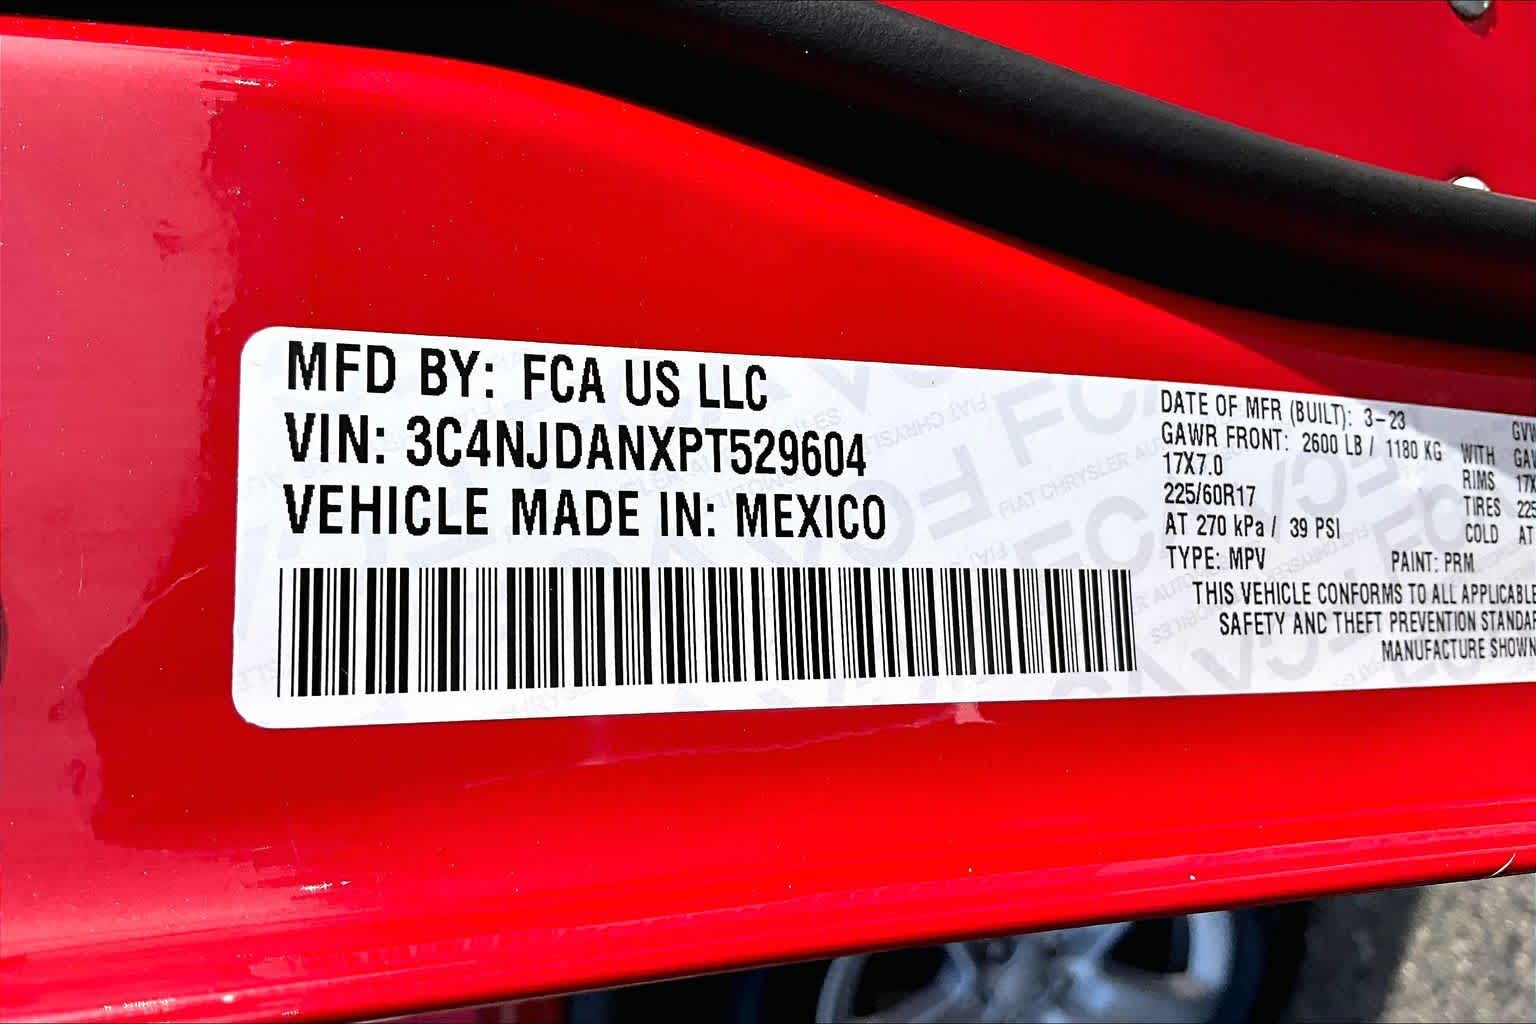 MFD BY: FCA US LLC
VIN: 3C4NJDANXPT529604
VEHICLE MADE IN: MEXICO
DATE OF MFR (BUILT): 3-23
GAWR FRONT: 2600 LB / 1180 KG WITH
17X7.0 RIMS
225/60R17 TIRES
AT 270 kPa / 39 PSI COLD AT
TYPE: MPV PAINT: PRM
THIS VEHICLE CONFORMS TO ALL APPLICABLE
SAFETY AND THEFT PREVENTION STANDAR
MANUFACTURE SHOWN